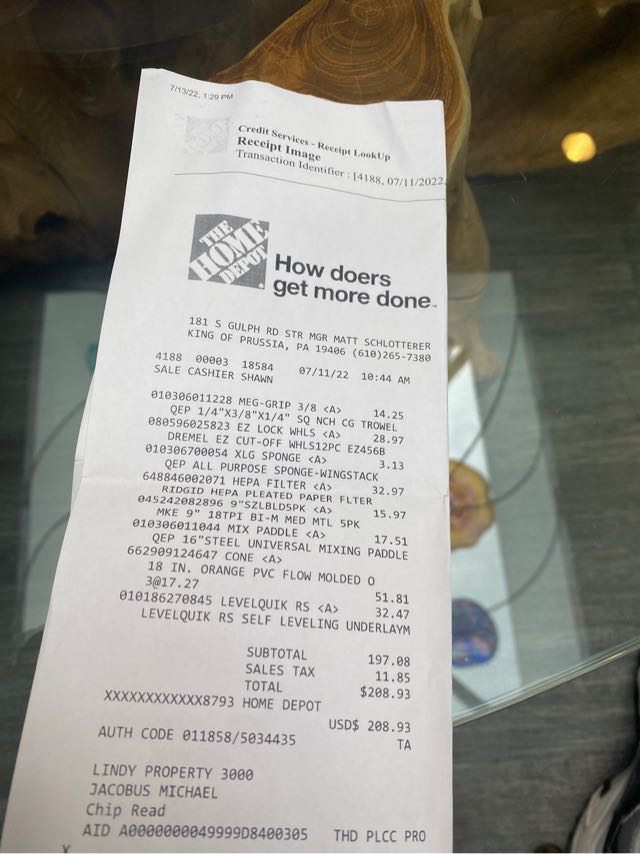 7/13/22, 1:29 PM
Credit Services - Receipt LookUp
Receipt Image
Transaction Identifier : [4188, 07/11/2022,
THE
HOME
DEPOT
How doers
get more done™
181 S GULPH RD STR MGR MATT SCHLOTTERER
KING OF PRUSSIA, PA 19406 (610)265-7380
4188 00003 18584 07/11/22 10:44 AM
SALE CASHIER SHAWN
010306011228 MEG-GRIP 3/8 <A> 14.25
QEP 1/4"X3/8"X1/4" SQ NCH CG TROWEL
080596025823 EZ LOCK WHLS <A> 28.97
DREMEL EZ CUT-OFF WHLS12PC EZ456B
010306700054 XLG SPONGE <A> 3.13
QEP ALL PURPOSE SPONGE-WINGSTACK
648846002071 HEPA FILTER <A> 32.97
RIDGID HEPA PLEATED PAPER FLTER
045242082896 9"SZLBLD5PK <A> 15.97
MKE 9" 18TPI BI-M MED MTL 5PK
010306011044 MIX PADDLE <A> 17.51
QEP 16"STEEL UNIVERSAL MIXING PADDLE
662909124647 CONE <A>
18 IN. ORANGE PVC FLOW MOLDED O
3@17.27 51.81
010186270845 LEVELQUIK RS <A> 32.47
LEVELQUIK RS SELF LEVELING UNDERLAYM
SUBTOTAL 197.08
SALES TAX 11.85
TOTAL $208.93
XXXXXXXXXXXX8793 HOME DEPOT
USD$ 208.93
AUTH CODE 011858/5034435 TA
LINDY PROPERTY 3000
JACOBUS MICHAEL
Chip Read
AID A0000000049999D8400305 THD PLCC PRO
X